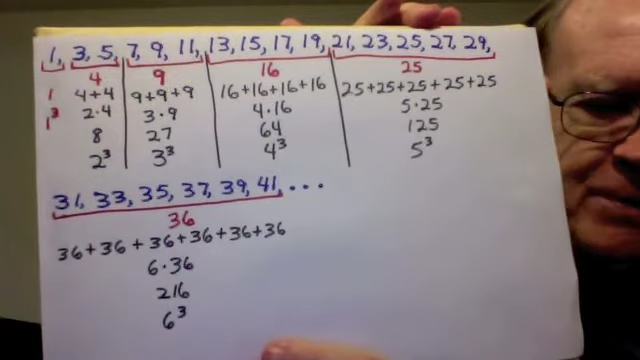 1, 3, 5, 7, 9, 11, 13, 15, 17, 19, 21, 23, 25, 27, 29,
4 9 16 25
1 4+4 9+9+9 16+16+16+16 25+25+25+25+25
1³ 2·4 3·9 4·16 5·25
8 27 64 125
2³ 3³ 4³ 5³
31, 33, 35, 37, 39, 41, ...
36
36+36+36+36+36+36
6·36
216
6³